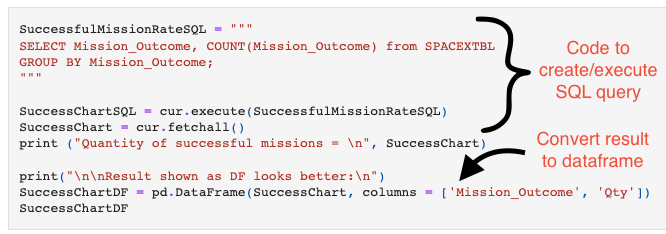 SuccessfulMissionRateSQL = """
SELECT Mission_Outcome, COUNT(Mission_Outcome) from SPACEXTBL
GROUP BY Mission_Outcome;
"""
Code to
create/execute
SQL query
SuccessChartSQL = cur.execute(SuccessfulMissionRateSQL)
SuccessChart = cur.fetchall()
print ("Quantity of successful missions = \n", SuccessChart)
Convert result
to dataframe
print("\n\nResult shown as DF looks better:\n")
SuccessChartDF = pd.DataFrame(SuccessChart, columns = ['Mission_Outcome', 'Qty'])
SuccessChartDF